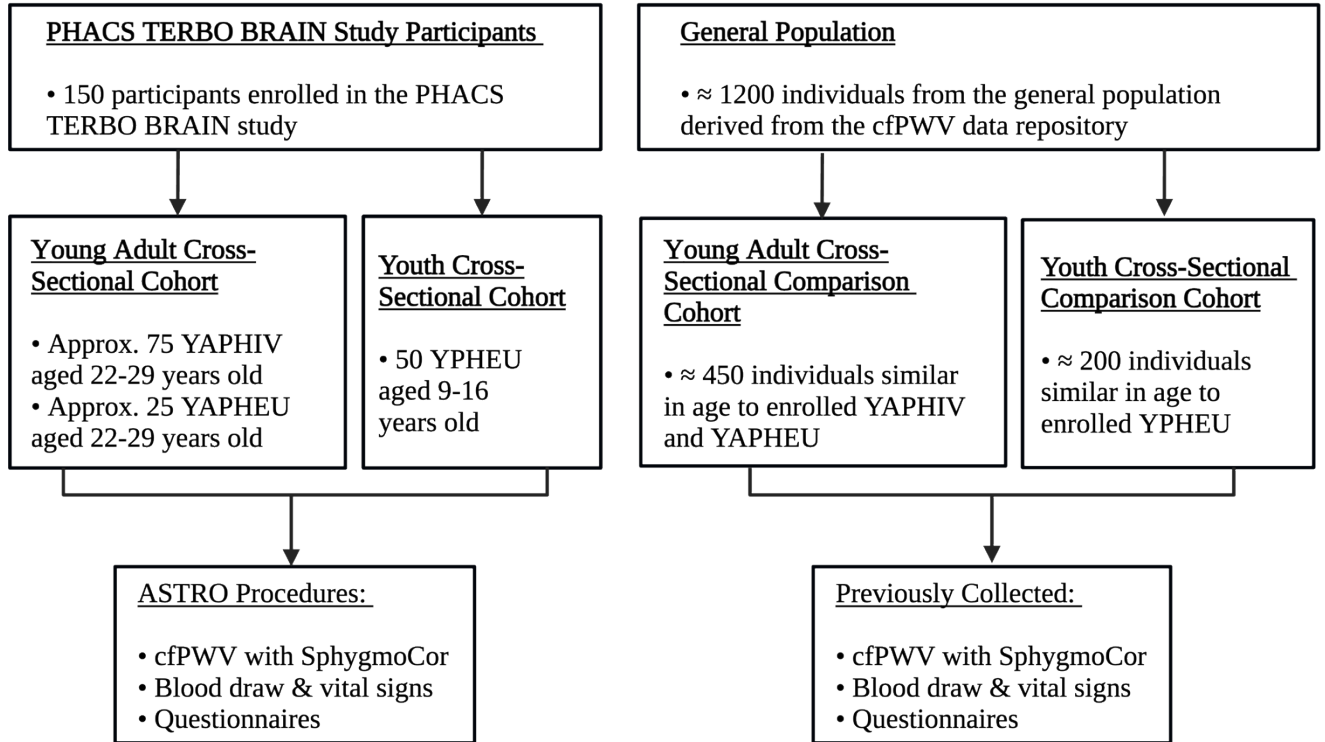 PHACS TERBO BRAIN Study Participants
• 150 participants enrolled in the PHACS
TERBO BRAIN study
General Population
• ≈ 1200 individuals from the general population
derived from the cfPWV data repository
Young Adult Cross-
Sectional Cohort
• Approx. 75 YAPHIV
aged 22-29 years old
• Approx. 25 YAPHEU
aged 22-29 years old
Youth Cross-
Sectional Cohort
• 50 YPHEU
aged 9-16
years old
Young Adult Cross-
Sectional Comparison
Cohort
• ≈ 450 individuals similar
in age to enrolled YAPHIV
and YAPHEU
Youth Cross-Sectional
Comparison Cohort
• ≈ 200 individuals
similar in age to
enrolled YPHEU
ASTRO Procedures:
• cfPWV with SphygmoCor
• Blood draw & vital signs
• Questionnaires
Previously Collected:
• cfPWV with SphygmoCor
• Blood draw & vital signs
• Questionnaires